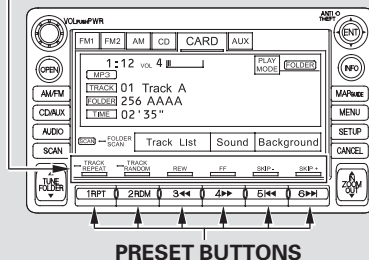 VOL PUSH PWR
ANTI THEFT
FM1 FM2 AM CD CARD AUX
ENT
1:12 VOL 4
PLAY MODE FOLDER
MP3
OPEN
INFO
TRACK 01 Track A
FOLDER 256 AAAA
TIME 02'35"
AM/FM
MAP GUIDE
CD/AUX
MENU
AUDIO
SETUP
SCAN FOLDER SCAN Track List Sound Background
SCAN
CANCEL
TRACK REPEAT TRACK RANDOM REW FF SKIP- SKIP+
TUNE FOLDER
IN ZOOM OUT
1RPT 2RDM 3◄◄ 4►► 5|◄◄ 6►►|
PRESET BUTTONS